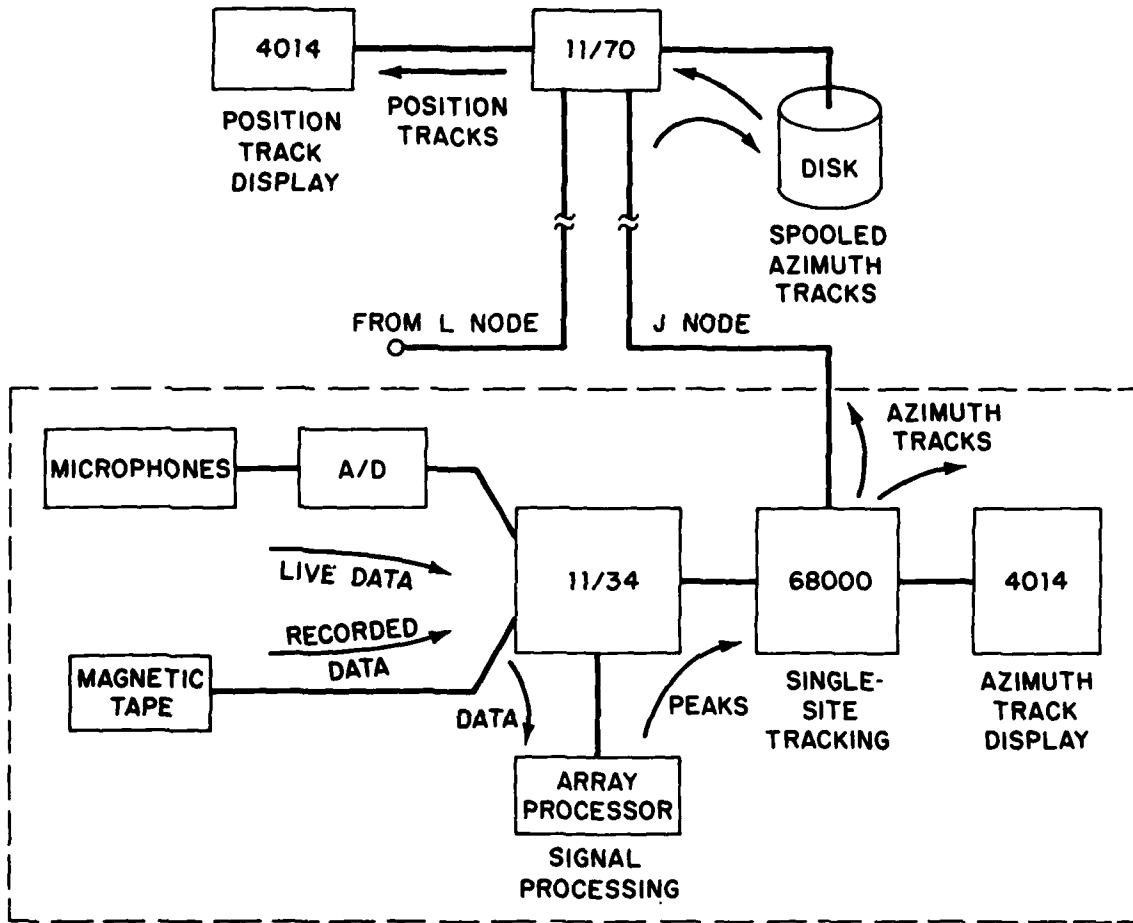 4014
11/70
POSITION
TRACKS
POSITION
TRACK
DISPLAY
DISK
SPOOLED
AZIMUTH
TRACKS
FROM L NODE
J NODE
AZIMUTH
TRACKS
MICROPHONES
A/D
LIVE DATA
11/34
68000
4014
RECORDED
DATA
MAGNETIC
TAPE
DATA
PEAKS
SINGLE-
SITE
TRACKING
AZIMUTH
TRACK
DISPLAY
ARRAY
PROCESSOR
SIGNAL
PROCESSING